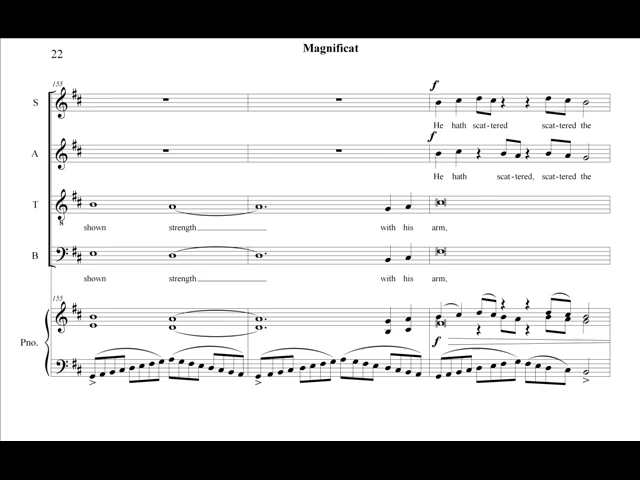 Magnificat
22
155
S
f
He hath scat-tered scat-tered the
A
f
He hath scat-tered, scat-tered the
T
8
shown strength with his arm,
B
shown strength with his arm,
155
Pno.
f